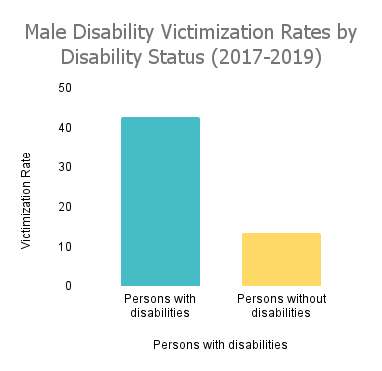 Male Disability Victimization Rates by
Disability Status (2017-2019)
50
40
30
20
10
0
Victimization Rate
Persons with
disabilities
Persons without
disabilities
Persons with disabilities